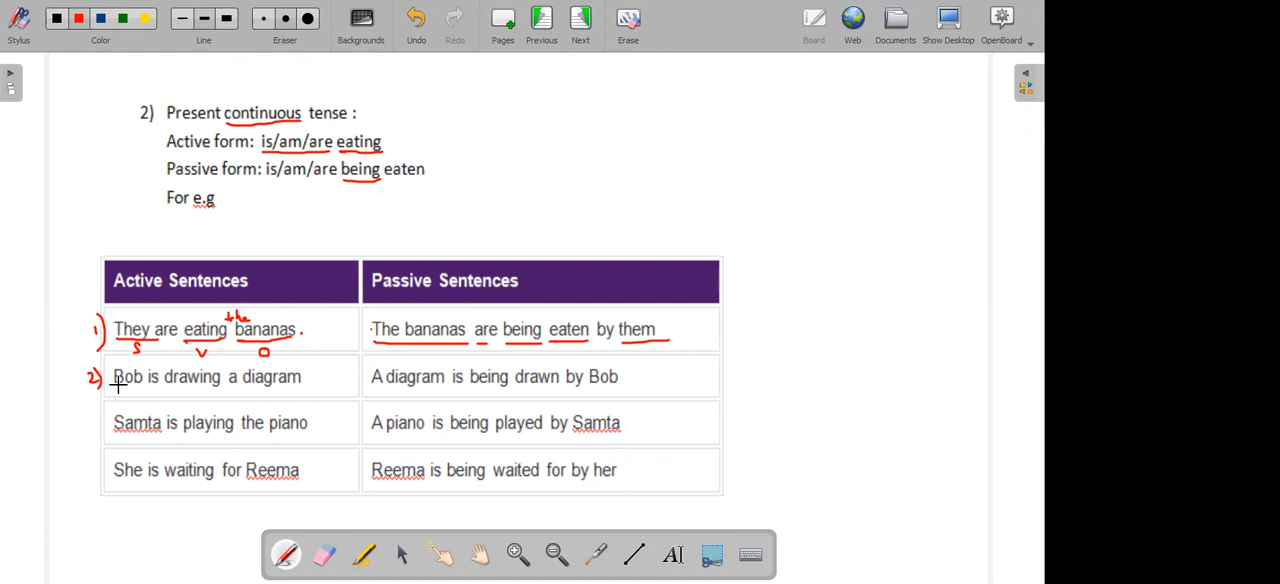 Stylus Color Line Eraser Backgrounds Undo Redo Pages Previous Next Erase Board Web Documents Show Desktop OpenBoard
2) Present continuous tense :
Active form: is/am/are eating
Passive form: is/am/are being eaten
For e.g
Active Sentences Passive Sentences
the
1) They are eating bananas . The bananas are being eaten by them
S V O
2) Bob is drawing a diagram A diagram is being drawn by Bob
Samta is playing the piano A piano is being played by Samta
She is waiting for Reema Reema is being waited for by her